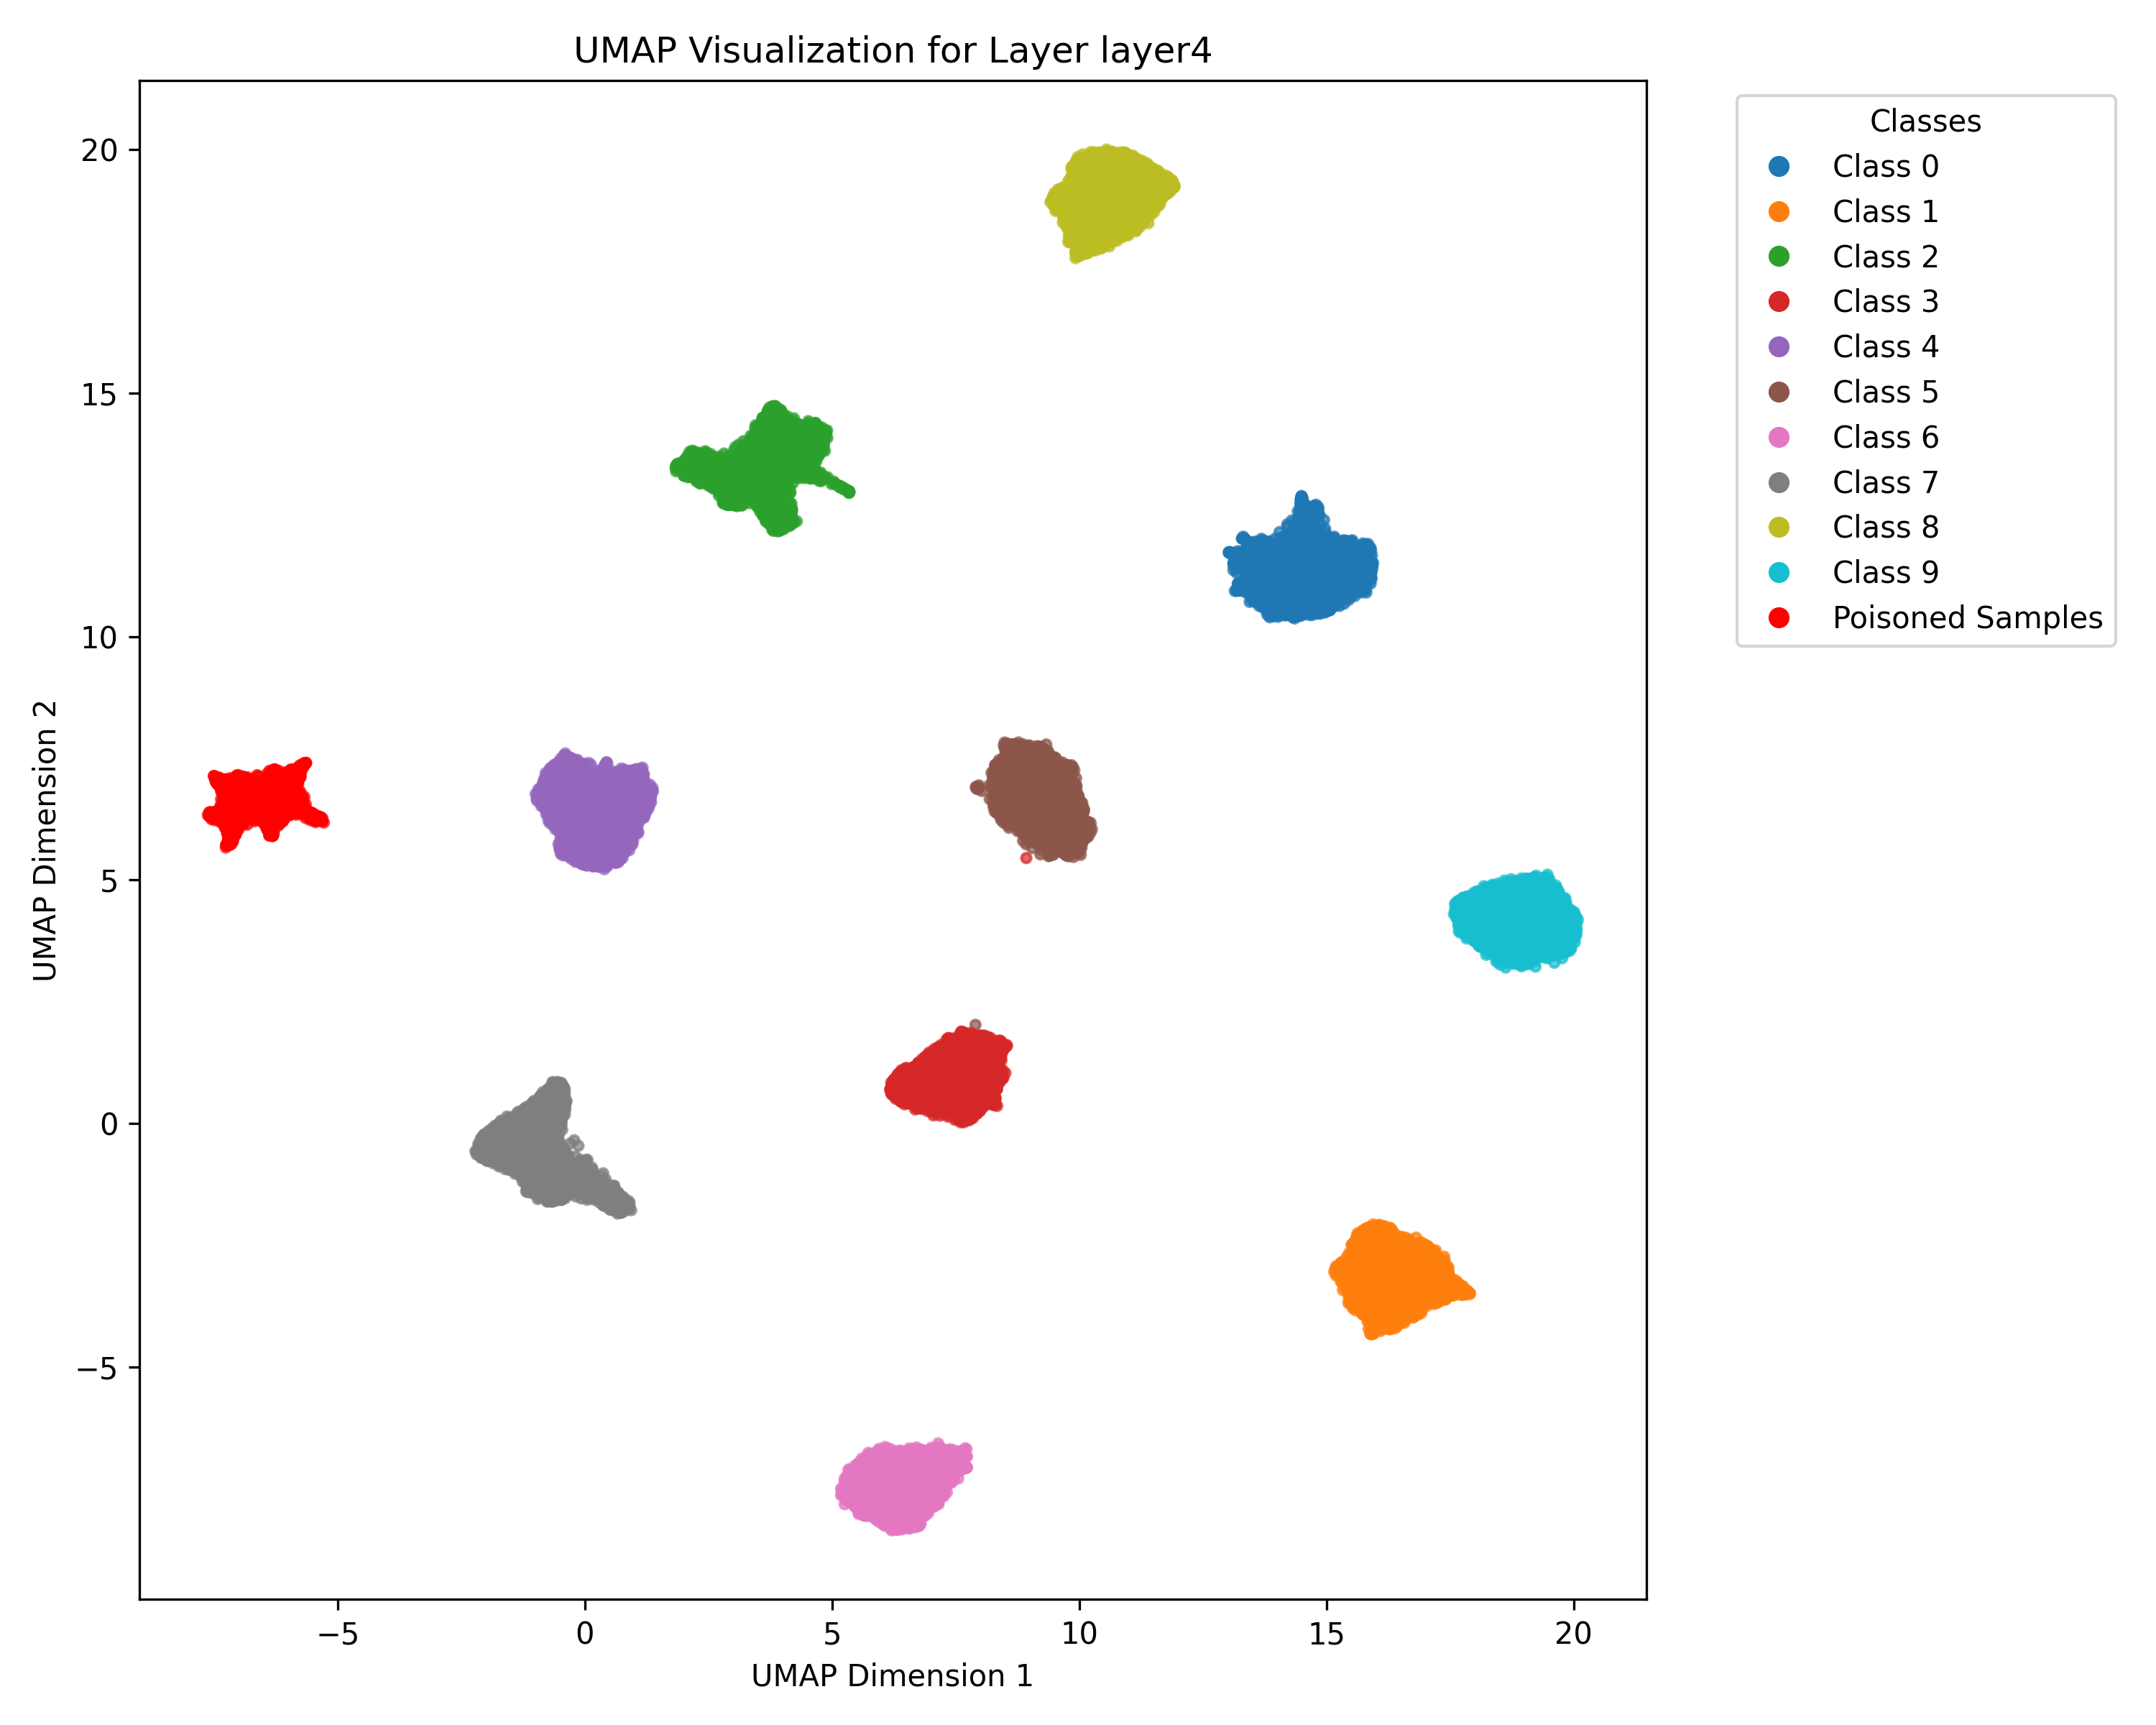 UMAP Visualization for Layer layer4
Classes
Class 0
Class 1
Class 2
Class 3
Class 4
Class 5
Class 6
Class 7
Class 8
Class 9
Poisoned Samples
20
15
10
5
0
−5
UMAP Dimension 2
−5
0
5
10
15
20
UMAP Dimension 1